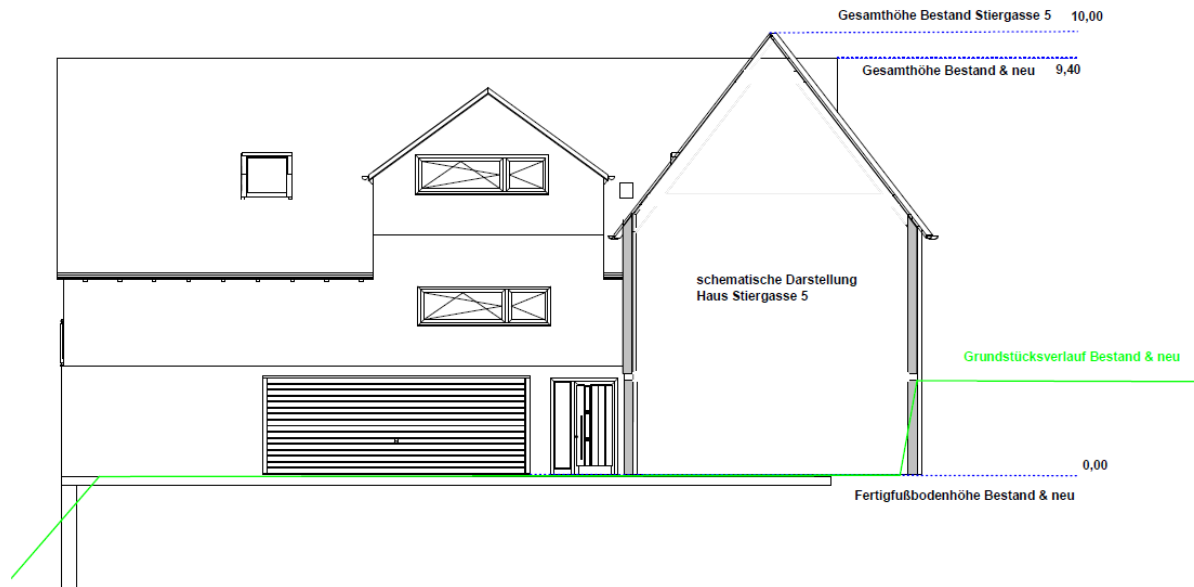 Gesamthöhe Bestand Stiergasse 5 10,00
Gesamthöhe Bestand & neu 9,40
schematische Darstellung
Haus Stiergasse 5
Grundstücksverlauf Bestand & neu
0,00
Fertigfußbodenhöhe Bestand & neu